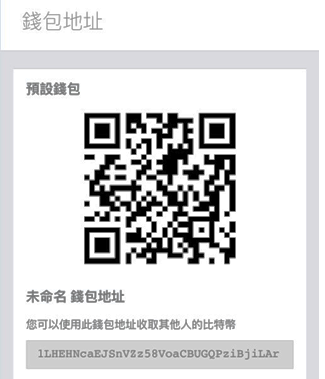 錢包地址
預設錢包
未命名 錢包地址
您可以使用此錢包地址收取其他人的比特幣
1LHEHNcaEJSnVZz58VoaCBUGQPziBjiLAr